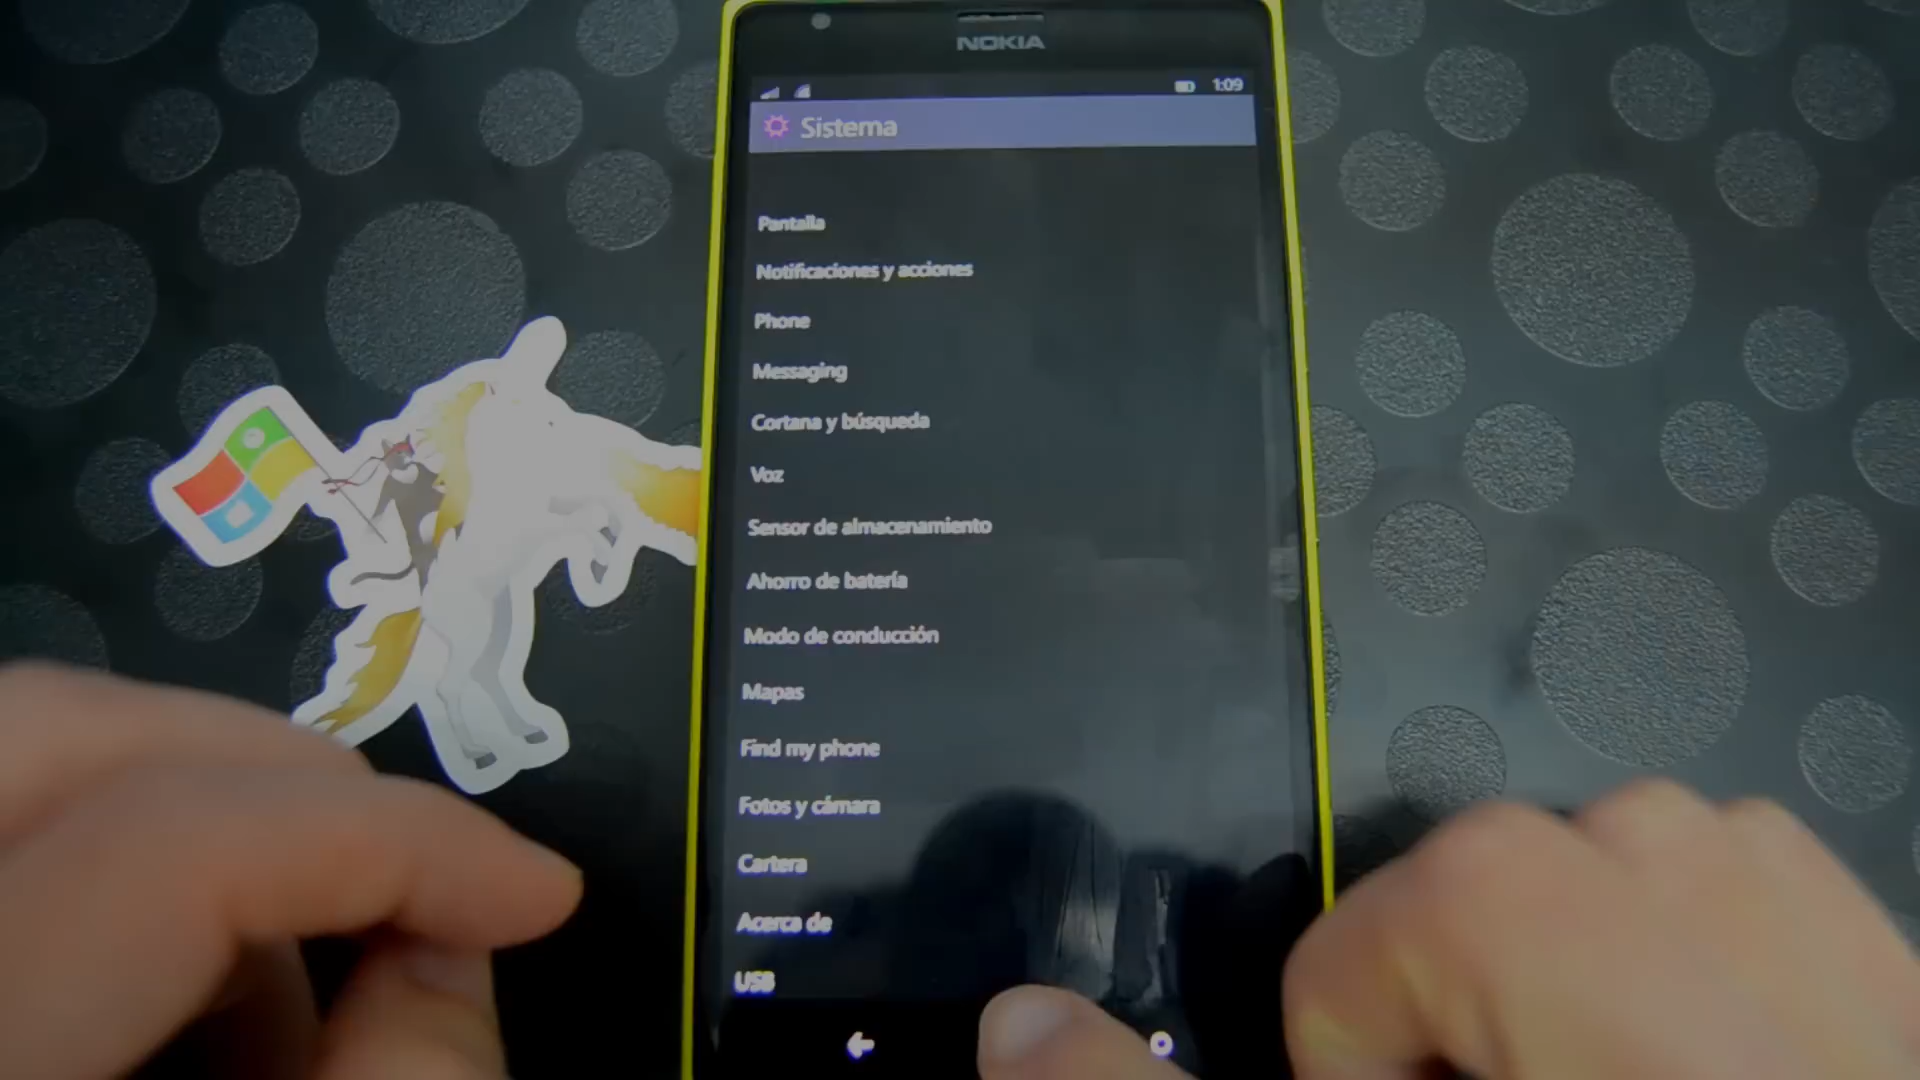 NOKIA
1:09
Sistema
Pantalla
Notificaciones y acciones
Phone
Messaging
Cortana y búsqueda
Voz
Sensor de almacenamiento
Ahorro de batería
Modo de conducción
Mapas
Find my phone
Fotos y cámara
Cartera
Acerca de
USB